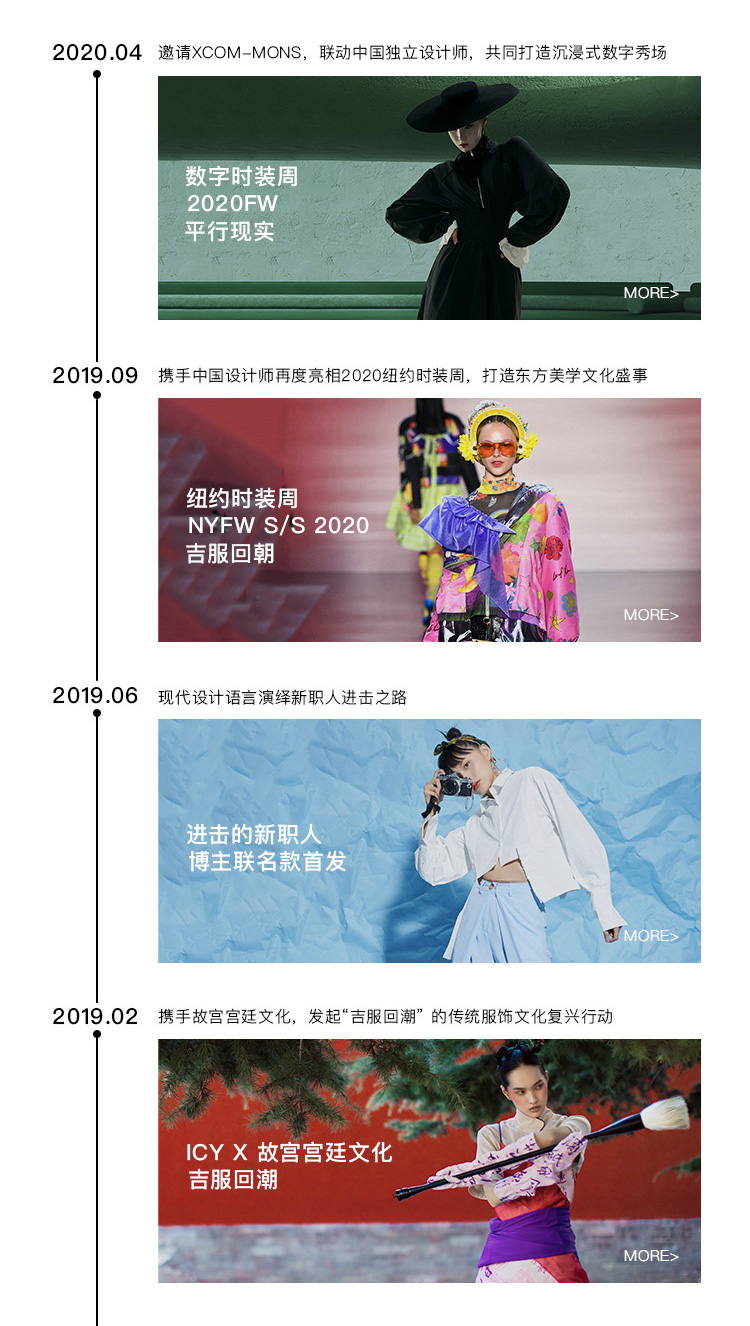 2020.04 邀请XCOM-MONS，联动中国独立设计师，共同打造沉浸式数字秀场
数字时装周
2020FW
平行现实
MORE>
2019.09 携手中国设计师再度亮相2020纽约时装周，打造东方美学文化盛事
纽约时装周
NYFW S/S 2020
吉服回朝
MORE>
2019.06 现代设计语言演绎新职人进击之路
进击的新职人
博主联名款首发
MORE>
2019.02 携手故宫宫廷文化，发起“吉服回潮” 的传统服饰文化复兴行动
ICY X 故宫宫廷文化
吉服回潮
MORE>